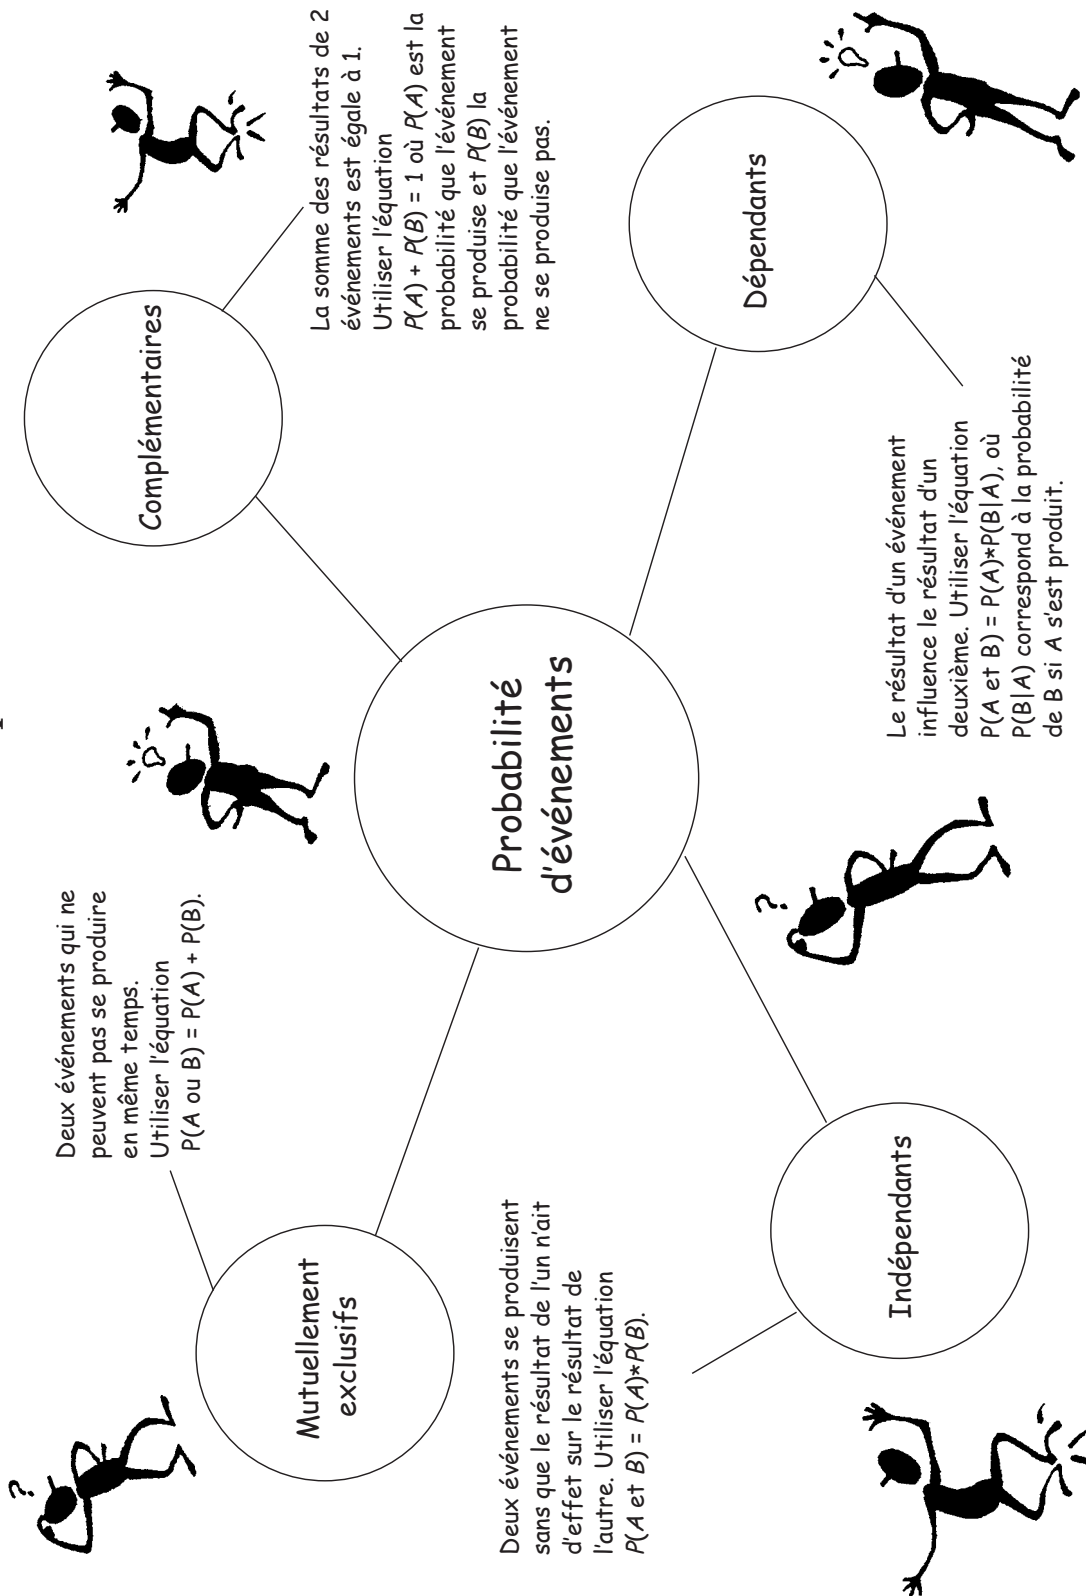 Deux événements qui ne
peuvent pas se produire
en même temps.
Utiliser l'équation
P(A ou B) = P(A) + P(B).
Mutuellement
exclusifs
Complémentaires
La somme des résultats de 2
événements est égale à 1.
Utiliser l'équation
P(A) + P(B) = 1 où P(A) est la
probabilité que l'événement
se produise et P(B) la
probabilité que l'événement
ne se produise pas.
Probabilité
d'événements
Deux événements se produisent
sans que le résultat de l'un n'ait
d'effet sur le résultat de
l'autre. Utiliser l'équation
P(A et B) = P(A)*P(B).
Indépendants
Dépendants
Le résultat d'un événement
influence le résultat d'un
deuxième. Utiliser l'équation
P(A et B) = P(A)*P(B|A), où
P(B|A) correspond à la probabilité
de B si A s'est produit.
?
?